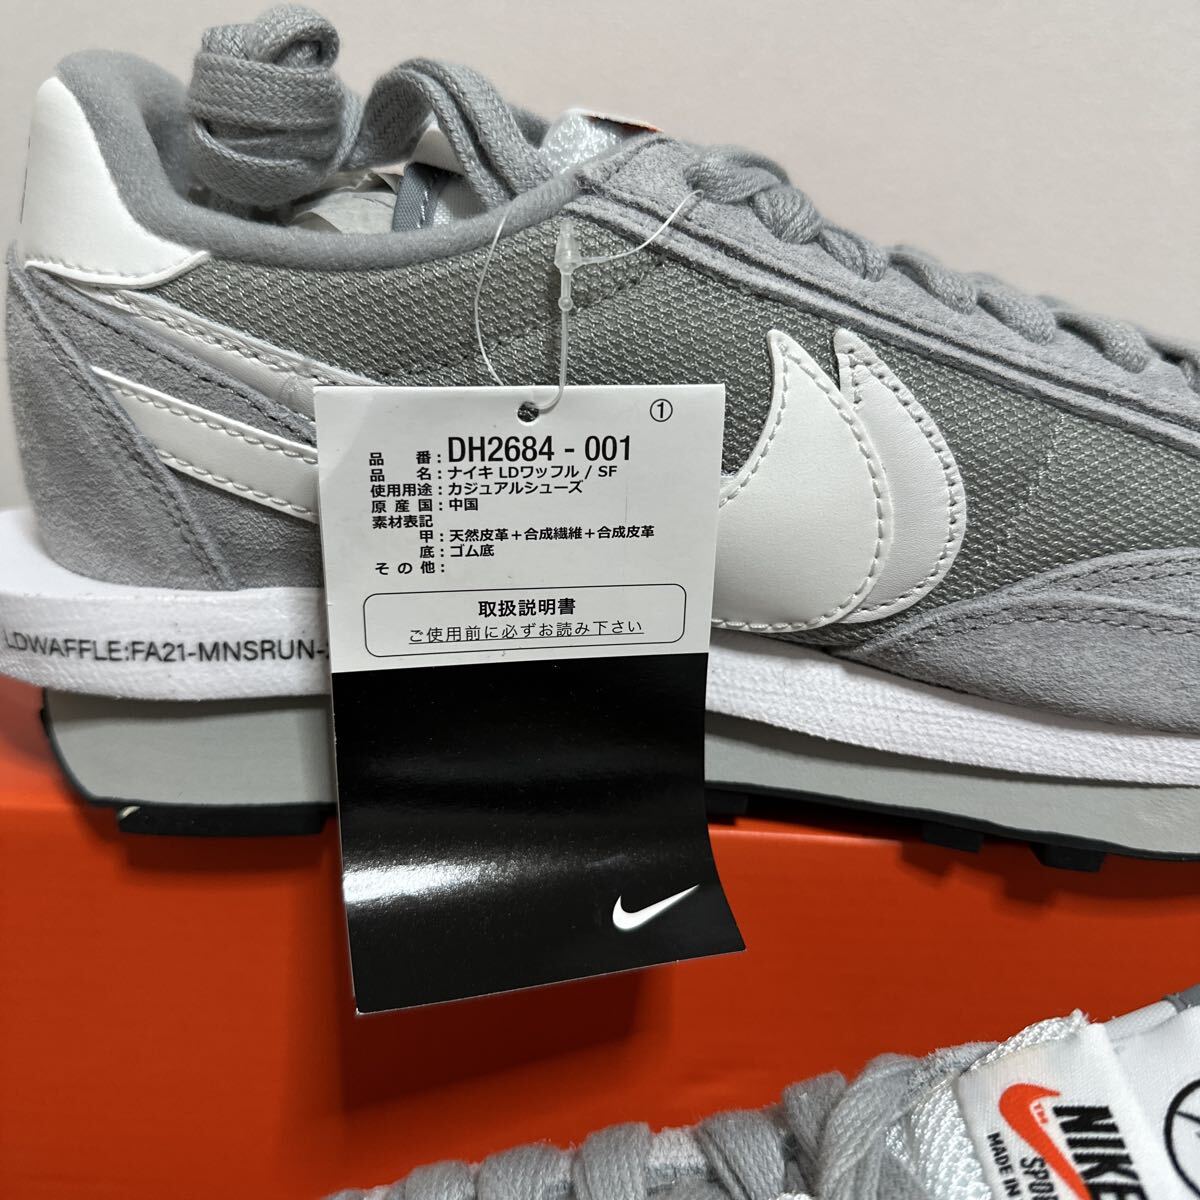 ①
品番:DH2684-001
品名:ナイキ LDワッフル / SF
使用用途:カジュアルシューズ
原産国:中国
素材表記
甲:天然皮革+合成繊維+合成皮革
底:ゴム底
その他:
取扱説明書
ご使用前に必ずお読み下さい
LDWAFFLE:FA21-MNSRUN-
TM
NIKE
MADE IN